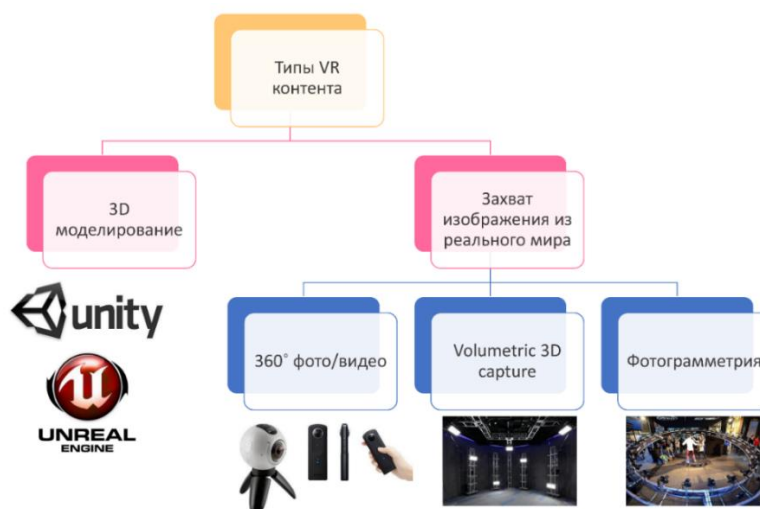 Типы VR
контента
3D
моделирование
Захват
изображения из
реального мира
unity
UNREAL
ENGINE
360˚ фото/видео
Volumetric 3D
capture
Фотограмметрия